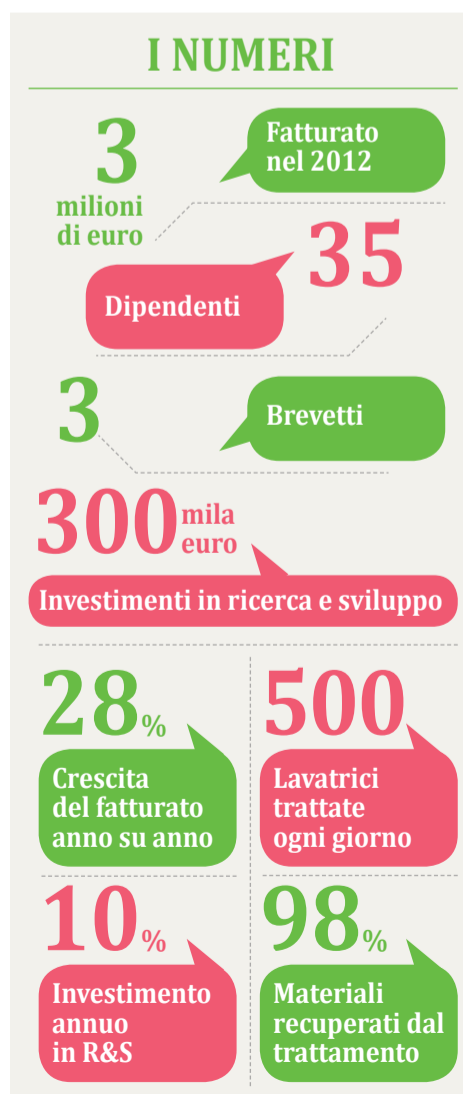 I NUMERI
3
milioni
di euro
Fatturato
nel 2012
35
Dipendenti
3
Brevetti
300 mila
euro
Investimenti in ricerca e sviluppo
28%
Crescita
del fatturato
anno su anno
500
Lavatrici
trattate
ogni giorno
10%
Investimento
annuo
in R&S
98%
Materiali
recuperati dal
trattamento